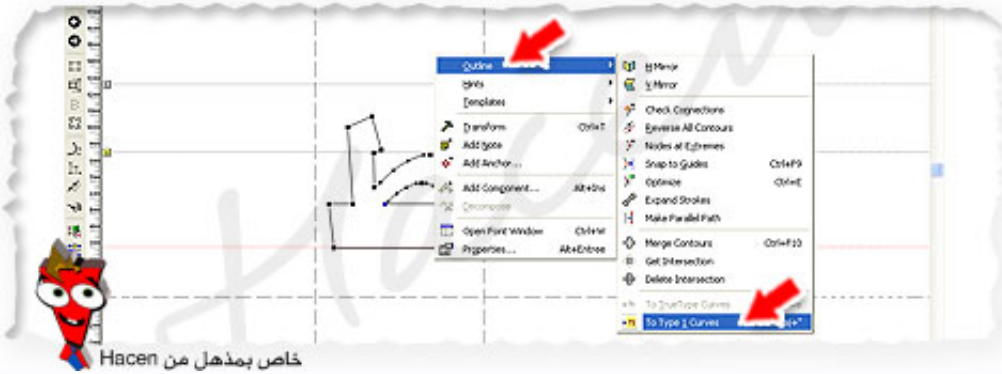 Hacen
Outline
Hints
Templates
Transform Ctrl+T
Add Note
Add Anchor...
Add Component... Alt+Ins
Decompose
Open Font Window Ctrl+W
Properties... Alt+Entree
H Mirror
V Mirror
Check Connections
Reverse All Contours
Nodes at Extremes
Snap to Guides Ctrl+F9
Optimize Ctrl+E
Expand Strokes
Make Parallel Path
Merge Contours Ctrl+F10
Get Intersection
Delete Intersection
To TrueType Curves
To Type 1 Curves
خاص بمذهل من Hacen